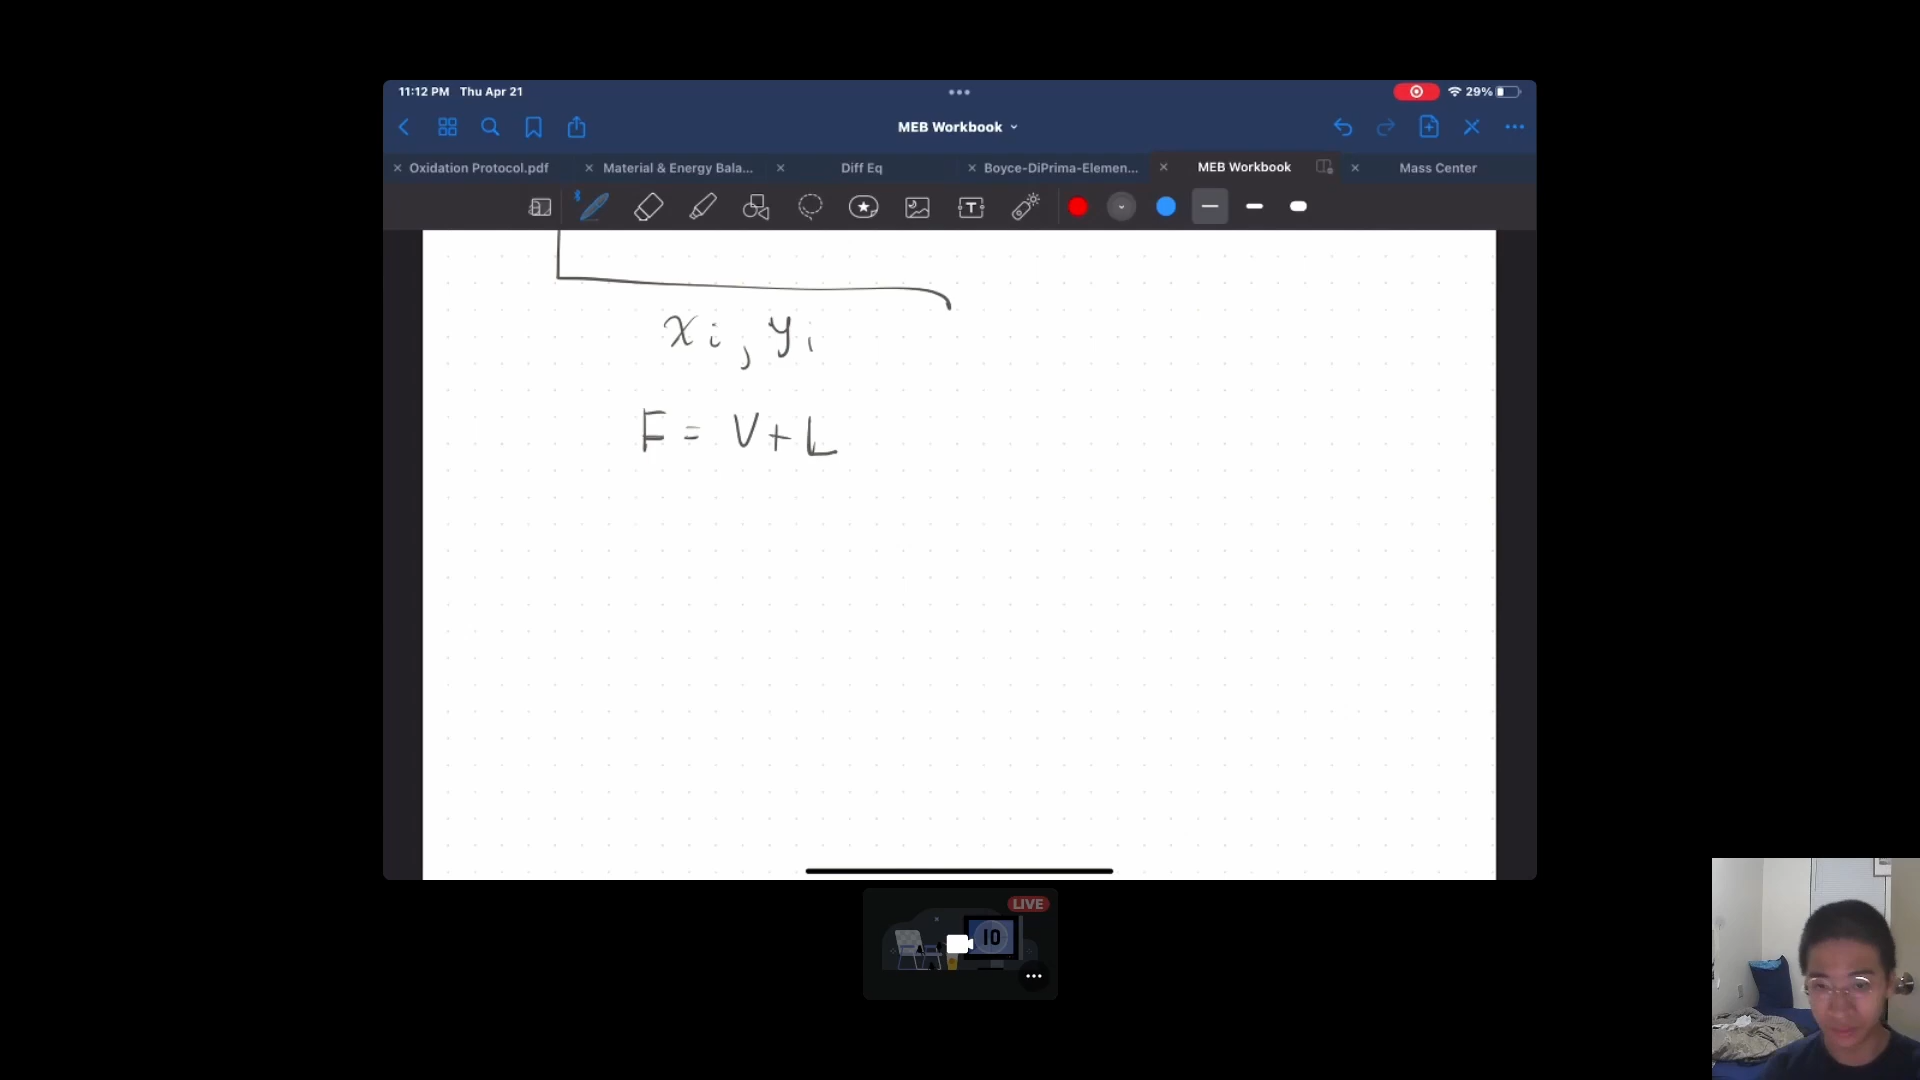 11:12 PM Thu Apr 21
29%
MEB Workbook
Oxidation Protocol.pdf
Material & Energy Bala...
Diff Eq
Boyce-DiPrima-Elemen...
MEB Workbook
Mass Center
T
xi, yi
F = V+L
LIVE
10